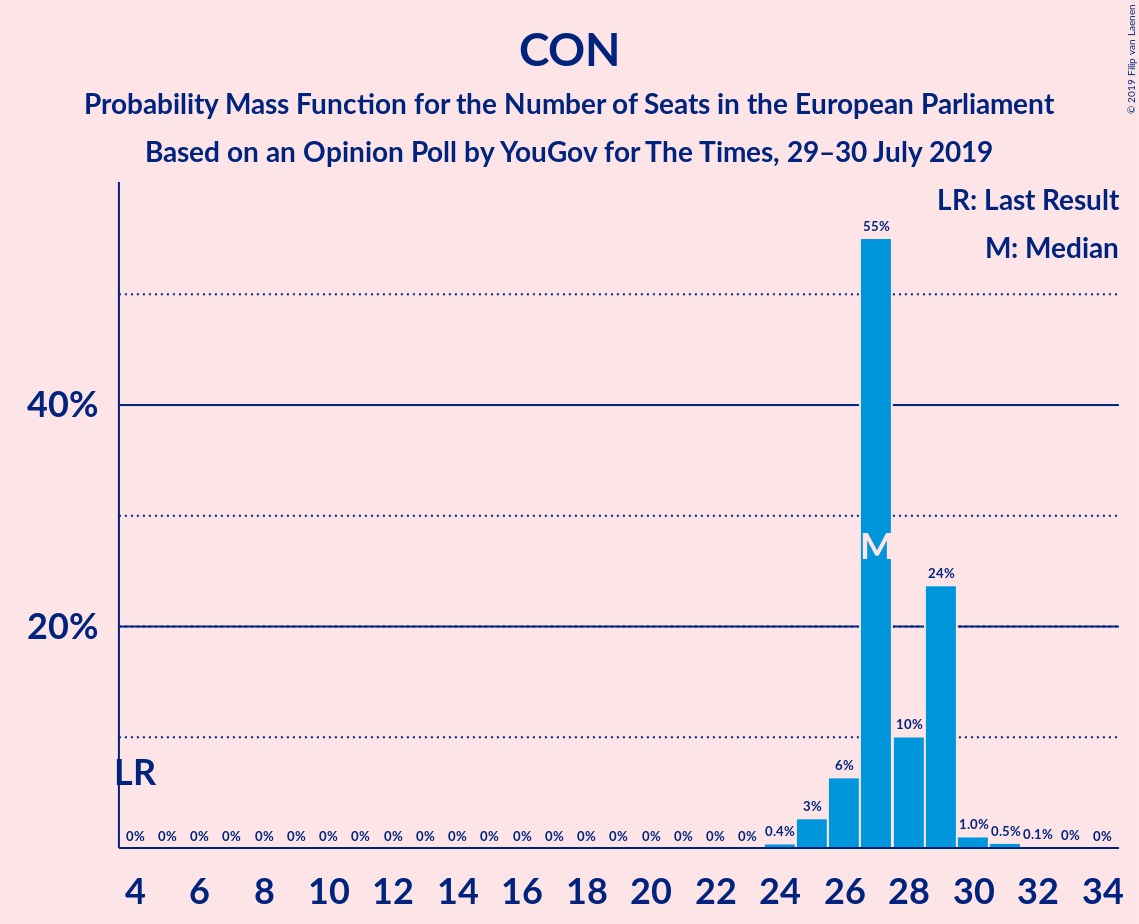 CON
Probability Mass Function for the Number of Seats in the European Parliament
Based on an Opinion Poll by YouGov for The Times, 29–30 July 2019
© 2019 Filip van Laenen
LR: Last Result
M: Median
55%
40%
M
24%
20%
10%
LR
6%
3%
0% 0% 0% 0% 0% 0% 0% 0% 0% 0% 0% 0% 0% 0% 0% 0% 0% 0% 0% 0% 0.4% 1.0% 0.5% 0.1% 0% 0%
4 6 8 10 12 14 16 18 20 22 24 26 28 30 32 34